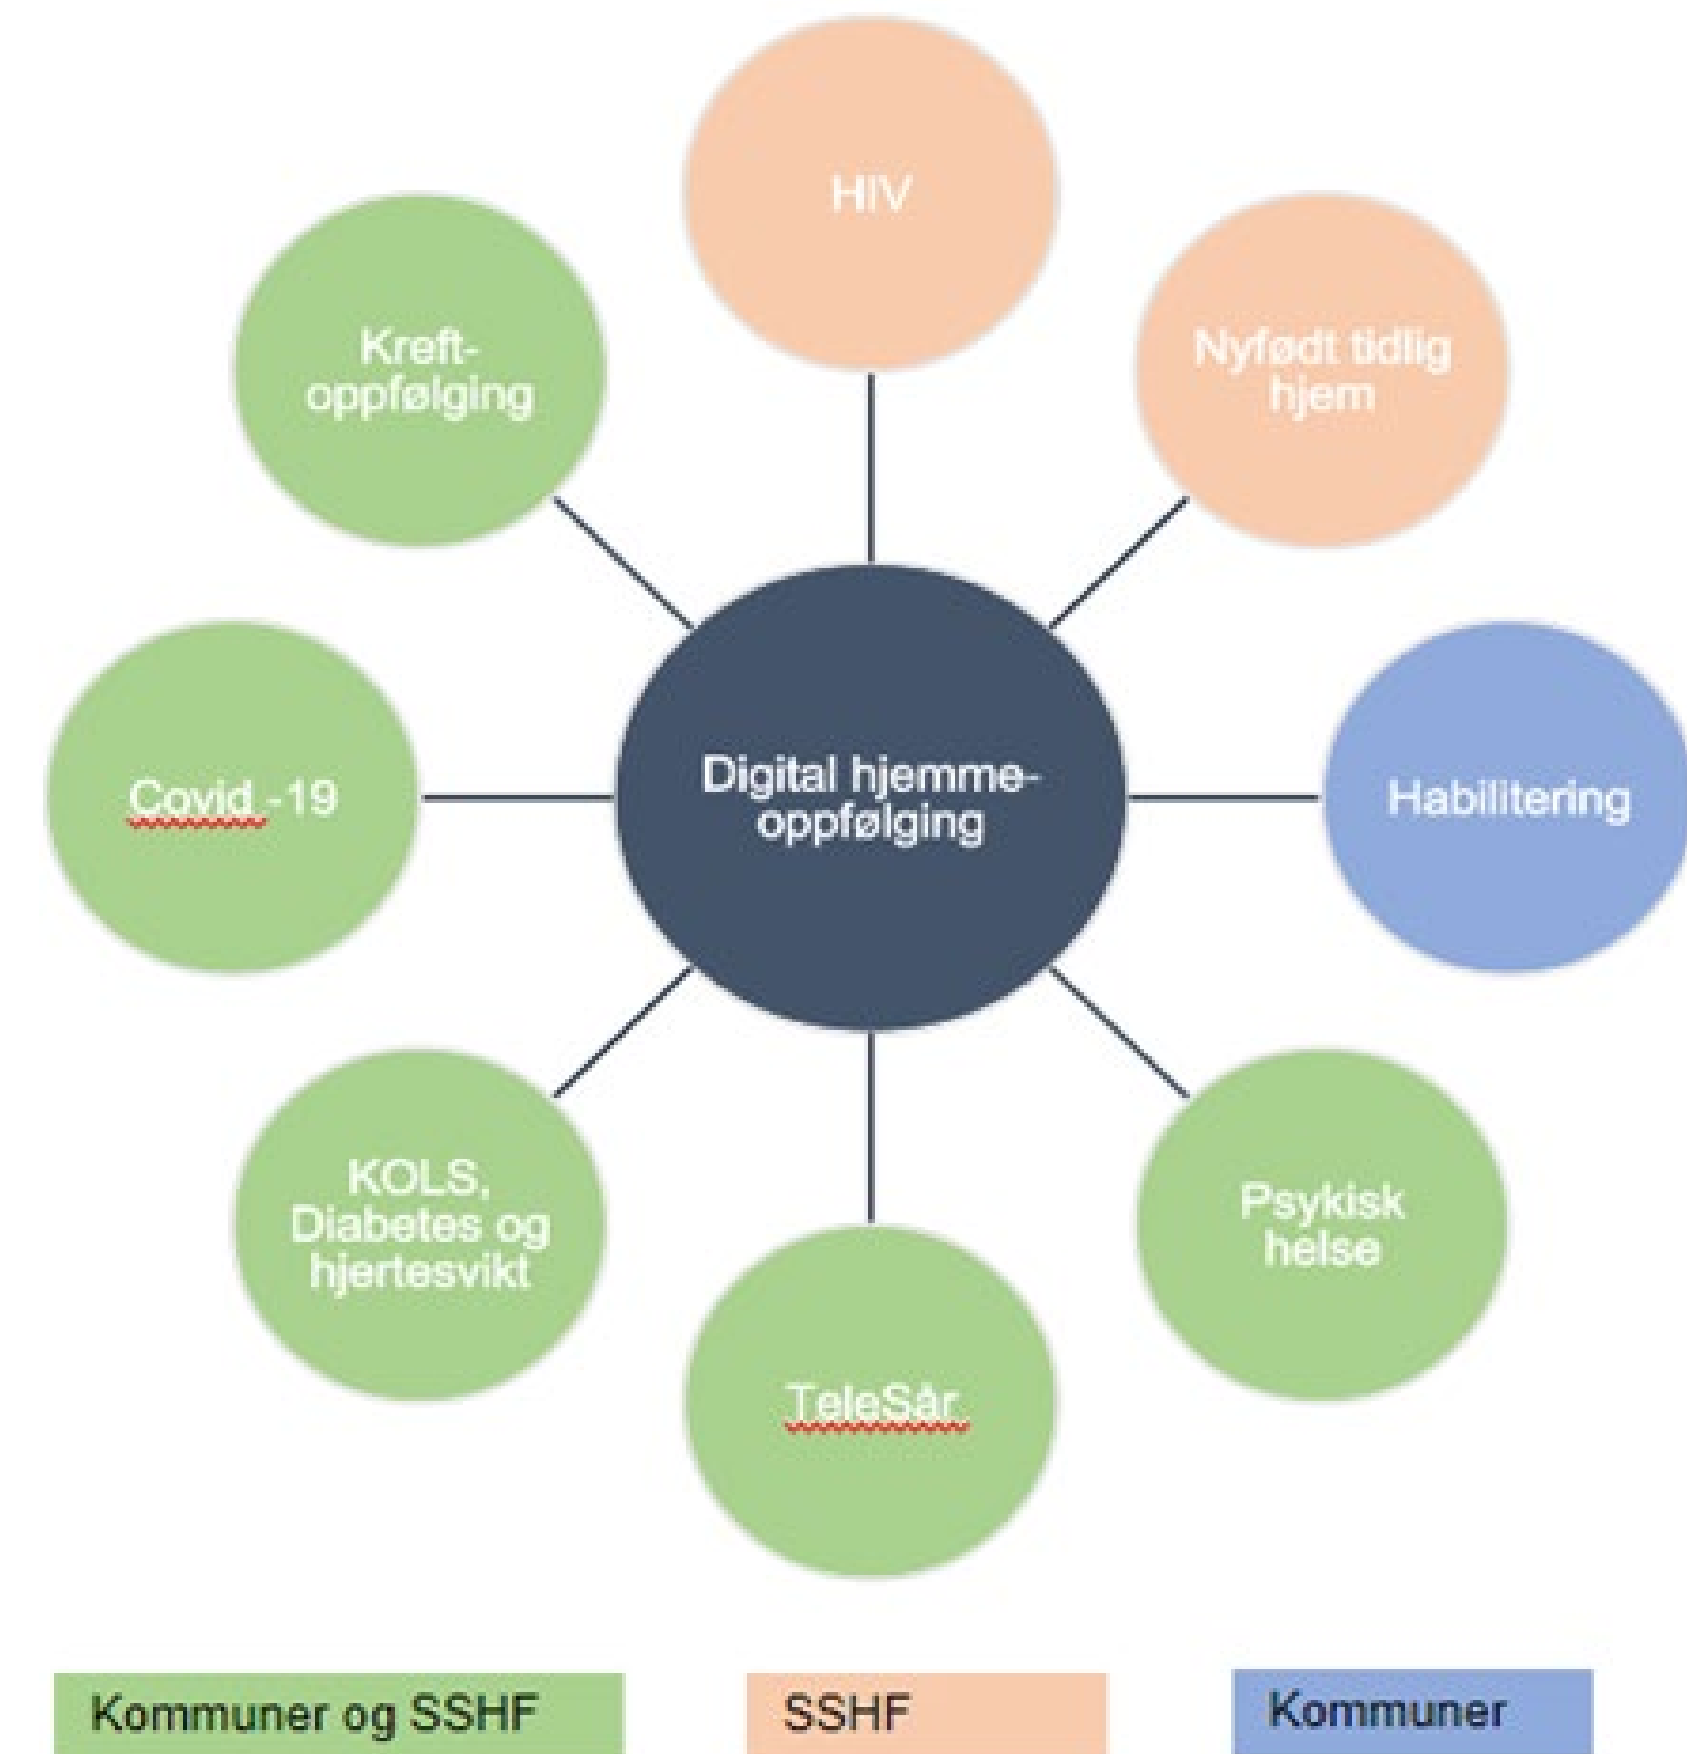 HIV
Kreft-
oppfølging
Nyfødt tidlig
hjem
Covid -19
Digital hjemme-
oppfølging
Habilitering
KOLS,
Diabetes og
hjertesvikt
Psykisk
helse
TeleSår
Kommuner og SSHF
SSHF
Kommuner